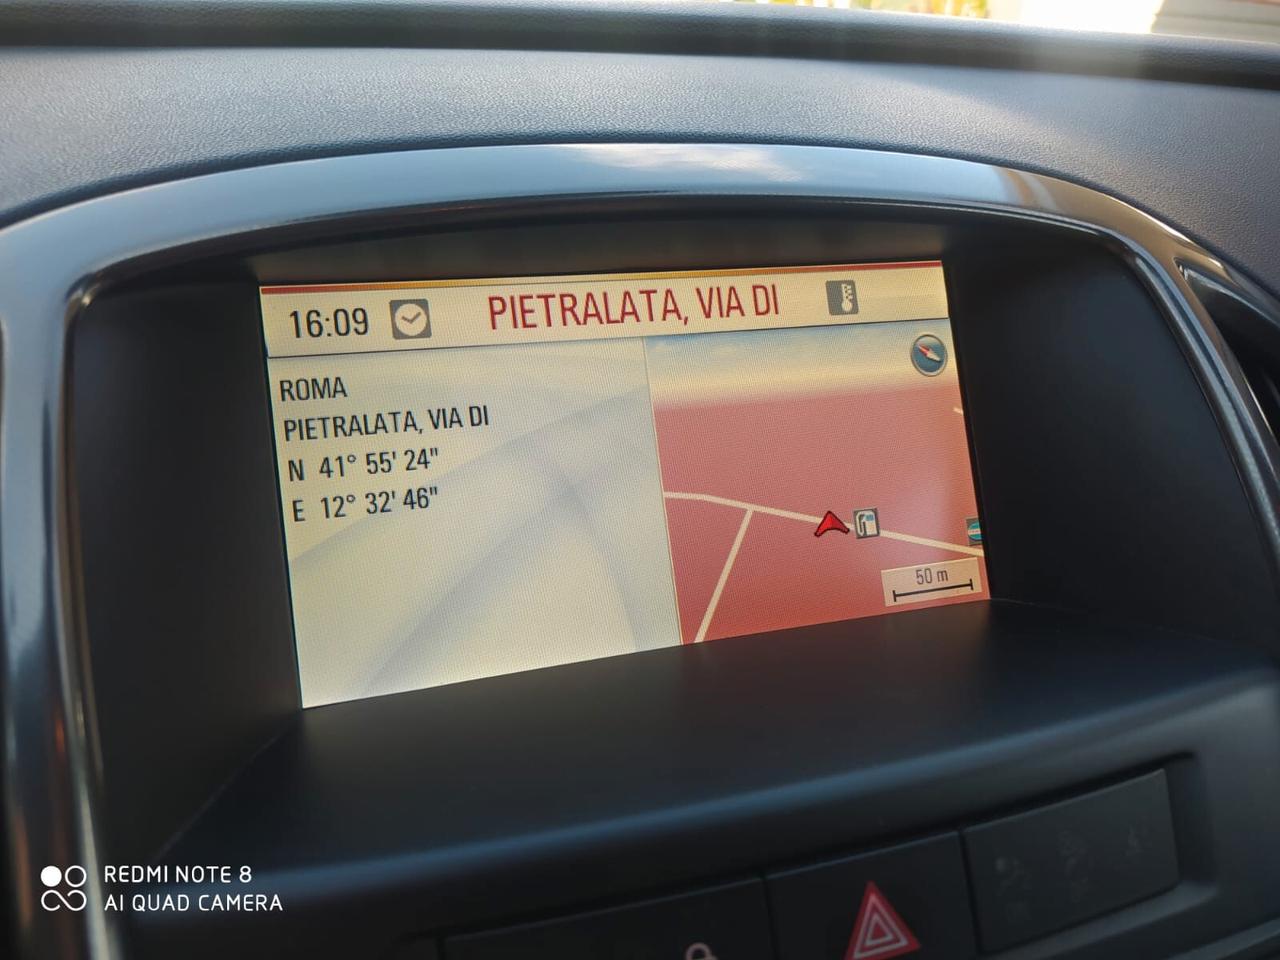 16:09 PIETRALATA, VIA DI
ROMA
PIETRALATA, VIA DI
N 41° 55' 24"
E 12° 32' 46"
50 m
REDMI NOTE 8
AI QUAD CAMERA